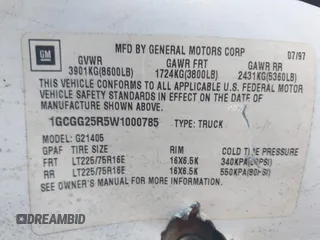 GM
MFD BY GENERAL MOTORS CORP 07/97
GVWR GAWR FRT GAWR RR
3901KG(8600LB) 1724KG(3800LB) 2431KG(5360LB)
THIS VEHICLE CONFORMS TO ALL APPLICABLE U.S. FEDERAL MOTOR
VEHICLE SAFETY STANDARDS IN EFFECT ON THE DATE OF
MANUFACTURE SHOWN ABOVE.
1GCGG25R5W1000785 TYPE: TRUCK
MODEL: G21405
GPAF TIRE SIZE RIM COLD TIRE PRESSURE
FRT LT225/75R16E 16X6.5K 340KPA(50PSI)
RR LT225/75R16E 16X6.5K 550KPA(80PSI)
SEE OWNER'S MANUAL FOR MORE INFORMATION
DREAMBID